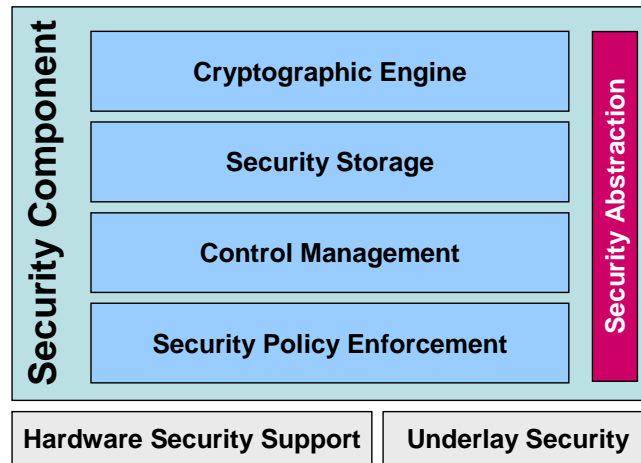 Security Component
Cryptographic Engine
Security Storage
Control Management
Security Policy Enforcement
Security Abstraction
Hardware Security Support
Underlay Security